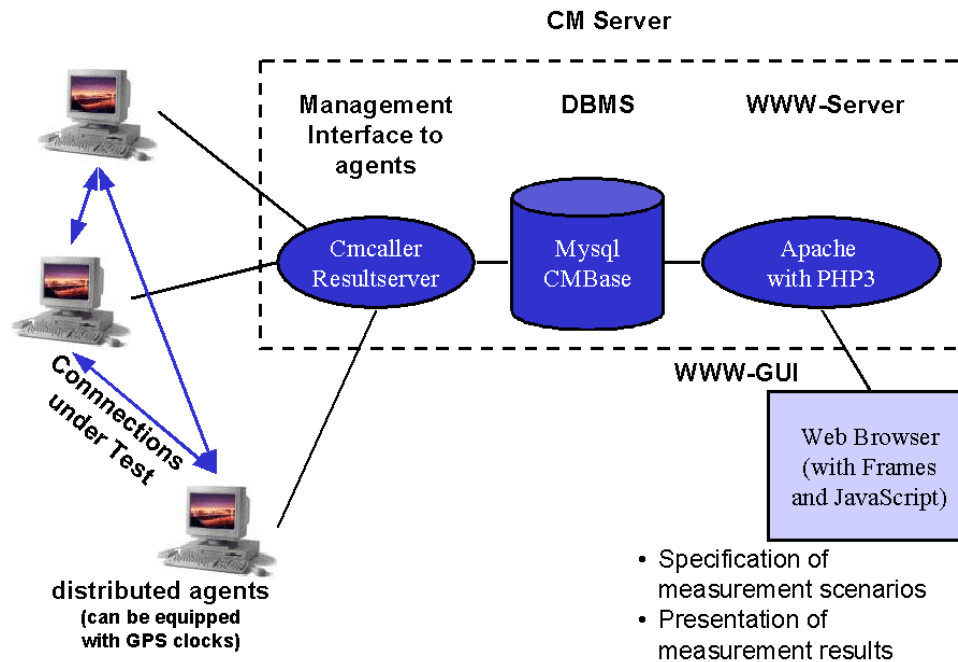 CM Server
Management
Interface to
agents
DBMS
WWW-Server
Cmcaller
Resultserver
Mysql
CMBase
Apache
with PHP3
WWW-GUI
Connnections
under Test
Web Browser
(with Frames
and JavaScript)
distributed agents
(can be equipped
with GPS clocks)
• Specification of
measurement scenarios
• Presentation of
measurement results